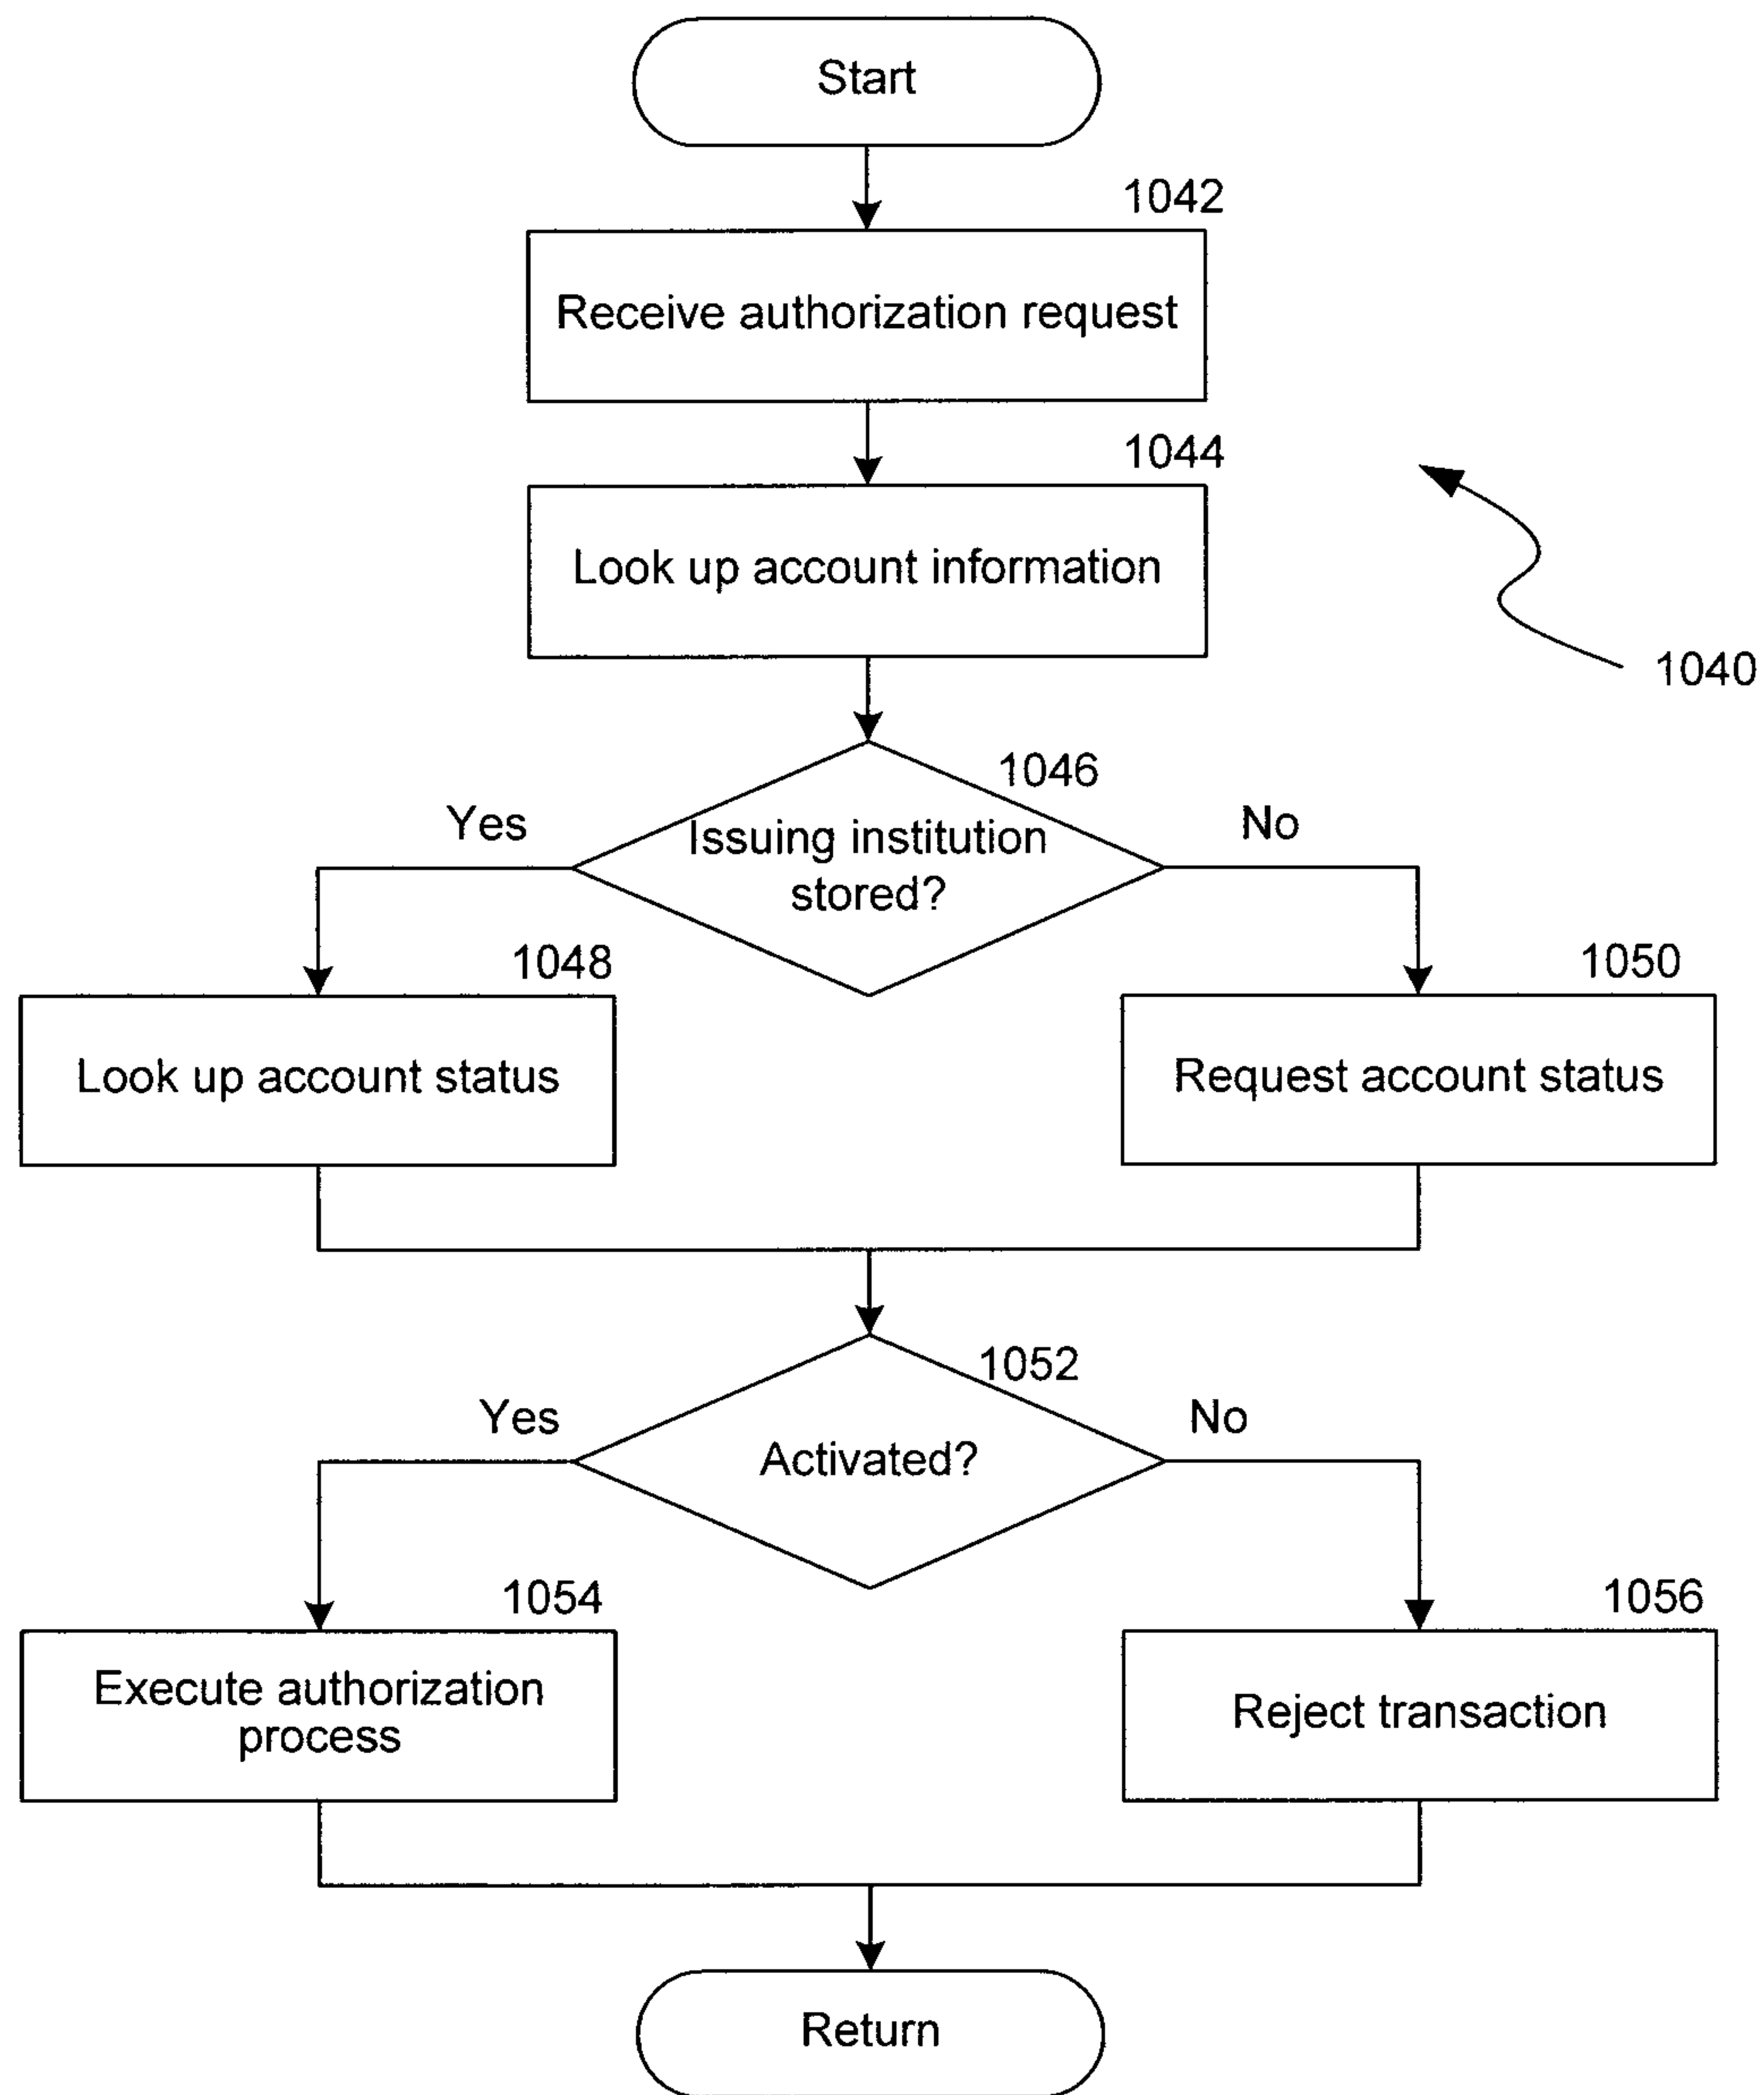 Start
1042
Receive authorization request
1044
Look up account information
1040
1046
Yes
No
Issuing institution
stored?
1048
1050
Look up account status
Request account status
1052
Yes
No
Activated?
1054
1056
Execute authorization
process
Reject transaction
Return